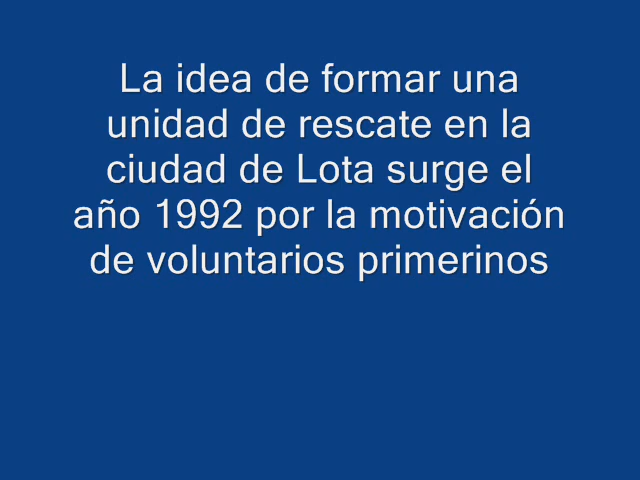 La idea de formar una
unidad de rescate en la
ciudad de Lota surge el
año 1992 por la motivación
de voluntarios primerinos